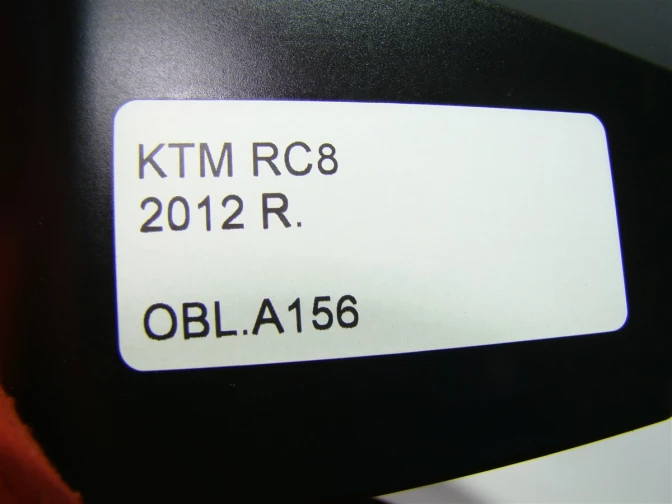 KTM RC8
2012 R.
OBL.A156